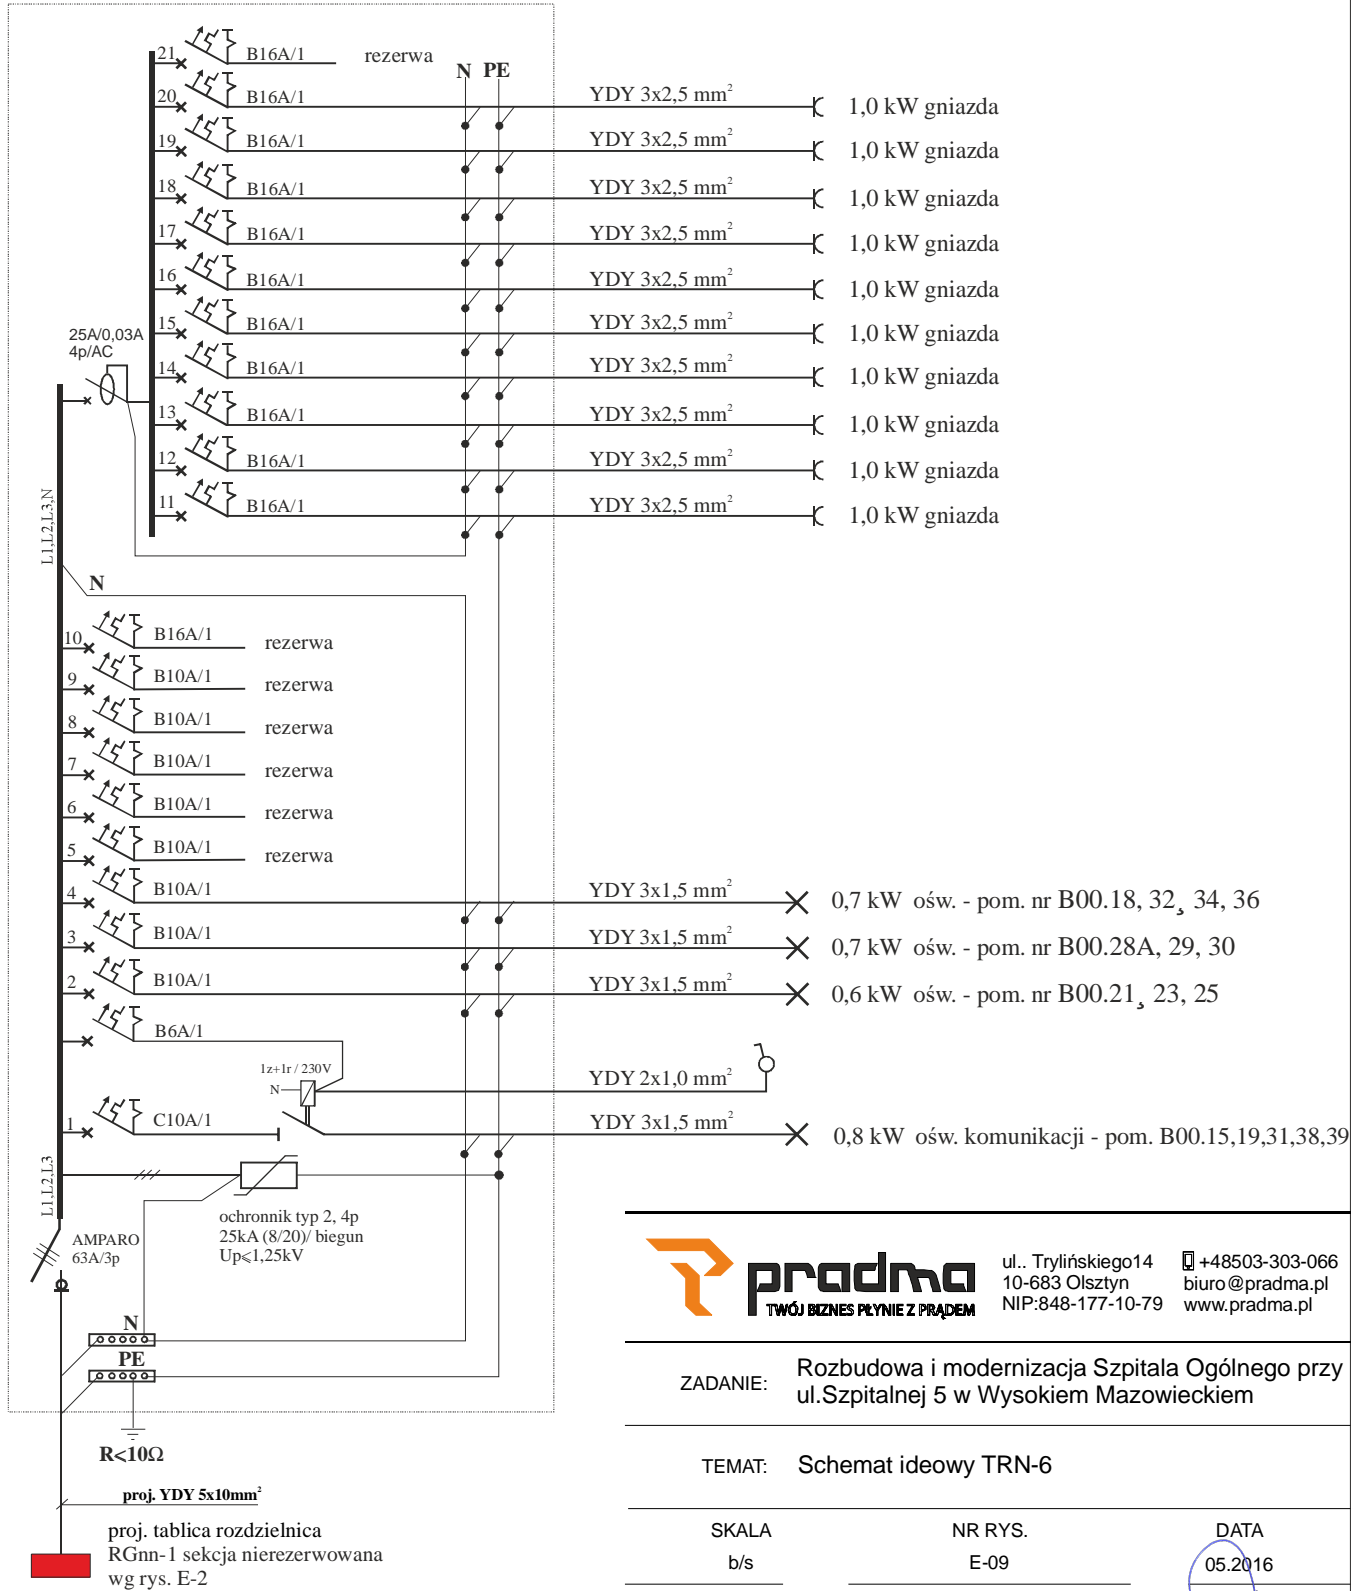 21 B16A/1 rezerwa
N PE
20 B16A/1 YDY 3x2,5 mm² 1,0 kW gniazda
19 B16A/1 YDY 3x2,5 mm² 1,0 kW gniazda
18 B16A/1 YDY 3x2,5 mm² 1,0 kW gniazda
17 B16A/1 YDY 3x2,5 mm² 1,0 kW gniazda
16 B16A/1 YDY 3x2,5 mm² 1,0 kW gniazda
15 B16A/1 YDY 3x2,5 mm² 1,0 kW gniazda
25A/0,03A
4p/AC
14 B16A/1 YDY 3x2,5 mm² 1,0 kW gniazda
13 B16A/1 YDY 3x2,5 mm² 1,0 kW gniazda
12 B16A/1 YDY 3x2,5 mm² 1,0 kW gniazda
11 B16A/1 YDY 3x2,5 mm² 1,0 kW gniazda
L1,L2,L3,N
N
10 B16A/1 rezerwa
9 B10A/1 rezerwa
8 B10A/1 rezerwa
7 B10A/1 rezerwa
6 B10A/1 rezerwa
5 B10A/1 rezerwa
4 B10A/1 YDY 3x1,5 mm² 0,7 kW ośw. - pom. nr B00.18, 32¸ 34, 36
3 B10A/1 YDY 3x1,5 mm² 0,7 kW ośw. - pom. nr B00.28A, 29, 30
2 B10A/1 YDY 3x1,5 mm² 0,6 kW ośw. - pom. nr B00.21¸ 23, 25
B6A/1
1z+1r / 230V
N
YDY 2x1,0 mm²
1 C10A/1 YDY 3x1,5 mm² 0,8 kW ośw. komunikacji - pom. B00.15,19,31,38,39
L1,L2,L3
ochronnik typ 2, 4p
25kA (8/20)/ biegun
Up≤1,25kV
AMPARO
63A/3p
N
PE
R<10Ω
proj. YDY 5x10mm²
proj. tablica rozdzielnica
RGnn-1 sekcja nierezerwowana
wg rys. E-2
pradma
TWÓJ BIZNES PŁYNIE Z PRĄDEM
ul.. Trylińskiego14
10-683 Olsztyn
NIP:848-177-10-79
+48503-303-066
biuro@pradma.pl
www.pradma.pl
ZADANIE: Rozbudowa i modernizacja Szpitala Ogólnego przy
ul.Szpitalnej 5 w Wysokiem Mazowieckiem
TEMAT: Schemat ideowy TRN-6
SKALA NR RYS. DATA
b/s E-09 05.2016